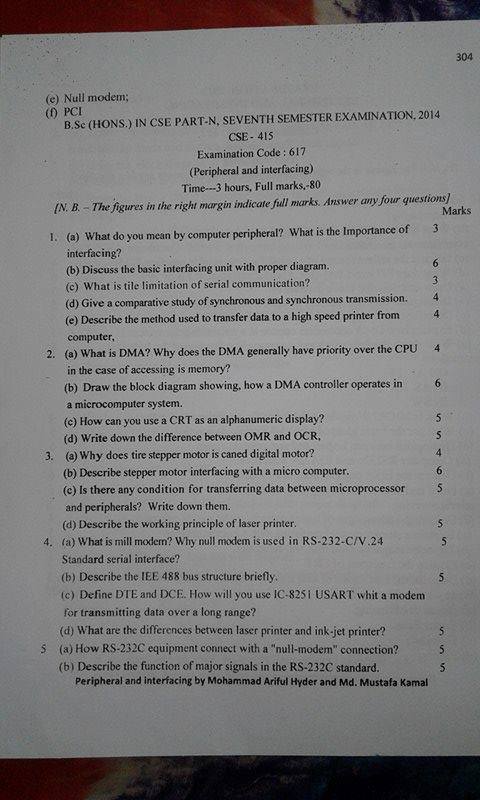 304
(e) Null modem;
(f) PCI
B.Sc (HONS.) IN CSE PART-N, SEVENTH SEMESTER EXAMINATION, 2014
CSE - 415
Examination Code : 617
(Peripheral and interfacing)
Time---3 hours, Full marks,-80
[N. B. – The figures in the right margin indicate full marks. Answer any four questions]
Marks
1. (a) What do you mean by computer peripheral? What is the Importance of 3
interfacing?
(b) Discuss the basic interfacing unit with proper diagram. 6
(c) What is tile limitation of serial communication? 3
(d) Give a comparative study of synchronous and synchronous transmission. 4
(e) Describe the method used to transfer data to a high speed printer from 4
computer,
2. (a) What is DMA? Why does the DMA generally have priority over the CPU 4
in the case of accessing is memory?
(b) Draw the block diagram showing, how a DMA controller operates in 6
a microcomputer system.
(c) How can you use a CRT as an alphanumeric display? 5
(d) Write down the difference between OMR and OCR, 5
3. (a) Why does tire stepper motor is caned digital motor? 4
(b) Describe stepper motor interfacing with a micro computer. 6
(c) Is there any condition for transferring data between microprocessor 5
and peripherals? Write down them.
(d) Describe the working principle of laser printer. 5
4. (a) What is mill modem? Why null modem is used in RS-232-C/V.24 5
Standard serial interface?
(b) Describe the IEE 488 bus structure briefly. 5
(c) Define DTE and DCE. How will you use IC-8251 USART whit a modem
for transmitting data over a long range?
(d) What are the differences between laser printer and ink-jet printer? 5
5 (a) How RS-232C equipment connect with a "null-modem" connection? 5
(b) Describe the function of major signals in the RS-232C standard. 5
Peripheral and interfacing by Mohammad Ariful Hyder and Md. Mustafa Kamal